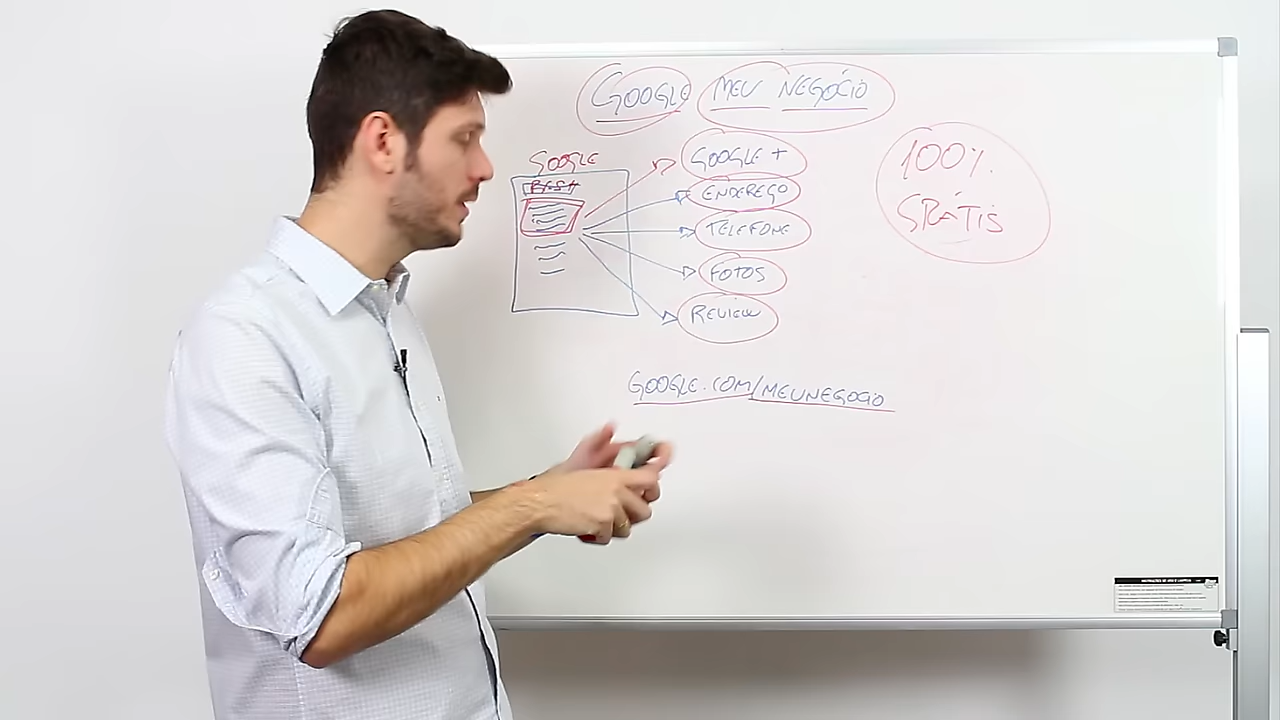 GOOGLE MEU NEGÓCIO
GOOGLE
GOOGLE +
ENDEREÇO
TELEFONE
FOTOS
REVIEW
100%
GRÁTIS
GOOGLE.COM/MEUNEGOCIO